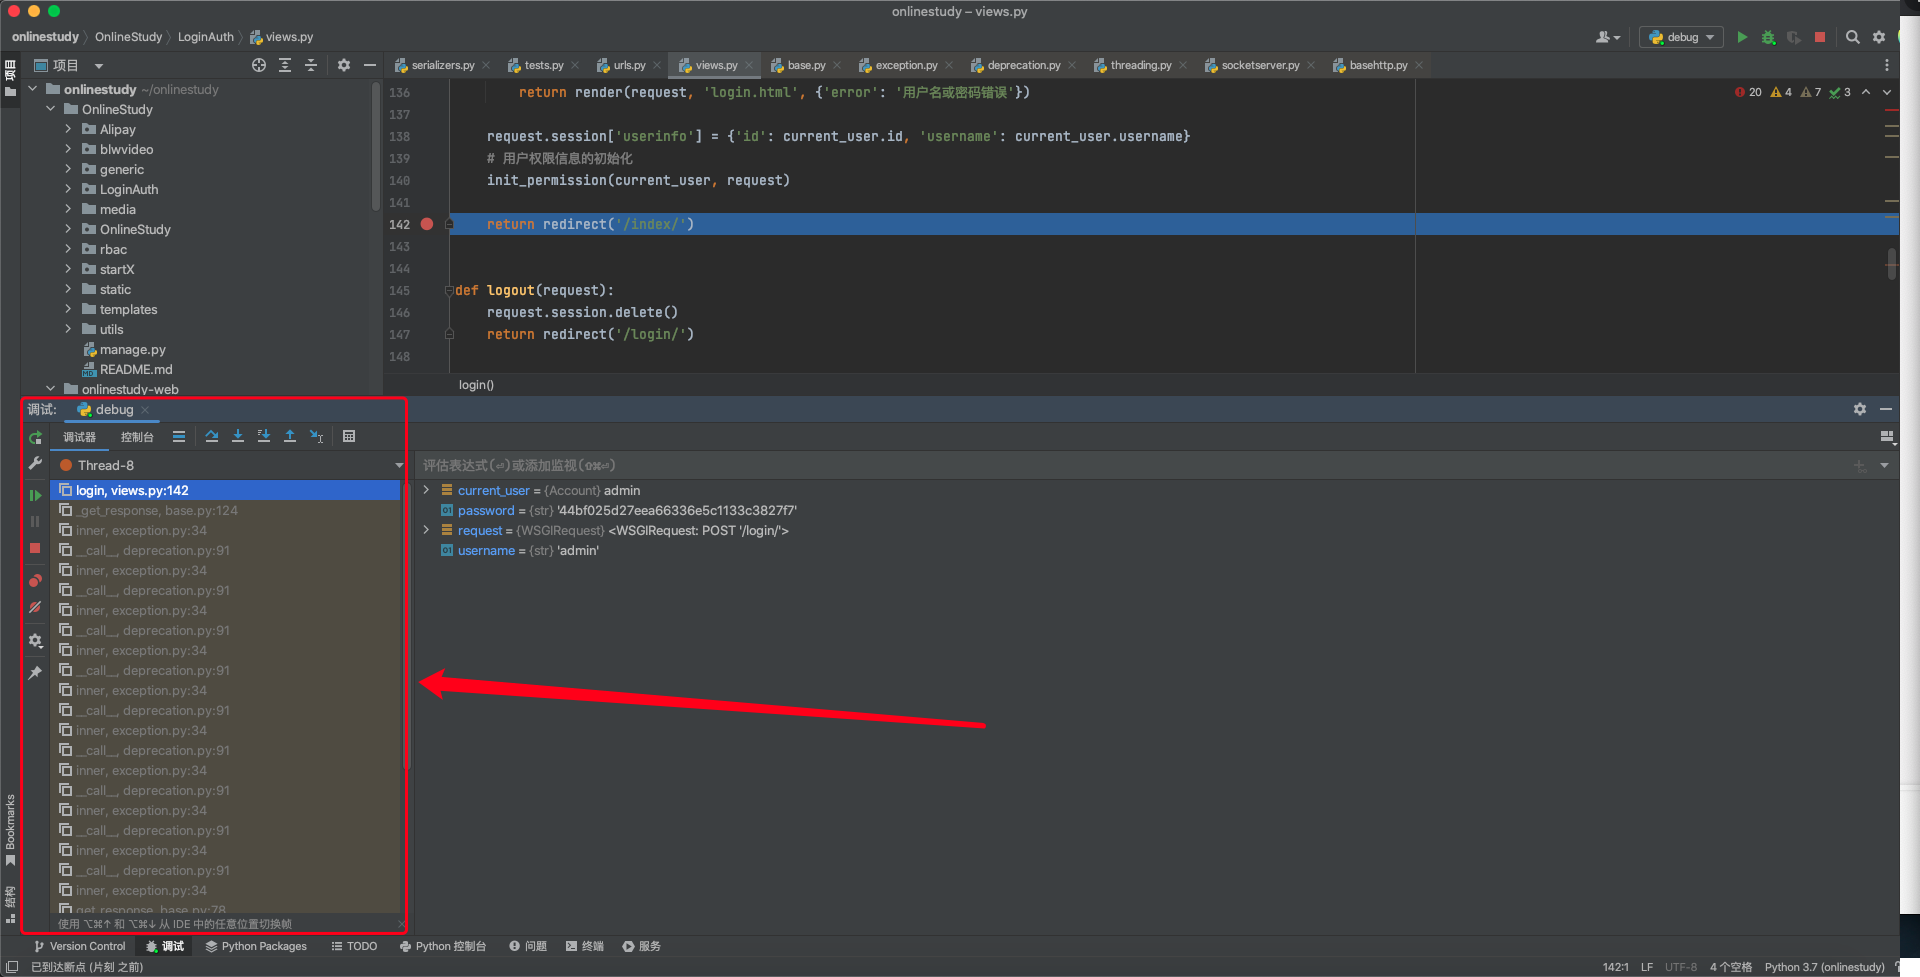 onlinestudy – views.py
onlinestudy OnlineStudy LoginAuth views.py
debug
项目
项目
serializers.py tests.py urls.py views.py base.py exception.py deprecation.py threading.py socketserver.py basehttp.py
onlinestudy ~/onlinestudy
OnlineStudy
Alipay
blwvideo
generic
LoginAuth
media
OnlineStudy
rbac
startX
static
templates
utils
manage.py
README.md
onlinestudy-web
20 4 7 3
136 return render(request, 'login.html', {'error': '用户名或密码错误'})
137
138 request.session['userinfo'] = {'id': current_user.id, 'username': current_user.username}
139 # 用户权限信息的初始化
140 init_permission(current_user, request)
141
142 return redirect('/index/')
143
144
145 def logout(request):
146 request.session.delete()
147 return redirect('/login/')
148
login()
调试: debug
调试器 控制台
Thread-8
login, views.py:142
_get_response, base.py:124
inner, exception.py:34
__call__, deprecation.py:91
inner, exception.py:34
__call__, deprecation.py:91
inner, exception.py:34
__call__, deprecation.py:91
inner, exception.py:34
__call__, deprecation.py:91
inner, exception.py:34
__call__, deprecation.py:91
inner, exception.py:34
__call__, deprecation.py:91
inner, exception.py:34
__call__, deprecation.py:91
inner, exception.py:34
__call__, deprecation.py:91
inner, exception.py:34
__call__, deprecation.py:91
inner, exception.py:34
get_response, base.py:78
使用 ⌥⌘↑ 和 ⌥⌘↓ 从 IDE 中的任意位置切换帧
评估表达式(⏎)或添加监视(⇧⌘⏎)
current_user = {Account} admin
password = {str} '44bf025d27eea66336e5c1133c3827f7'
request = {WSGIRequest} <WSGIRequest: POST '/login/'>
username = {str} 'admin'
Bookmarks
结构
Version Control 调试 Python Packages TODO Python 控制台 问题 终端 服务
已到达断点 (片刻 之前)
142:1 LF UTF-8 4 个空格 Python 3.7 (onlinestudy)